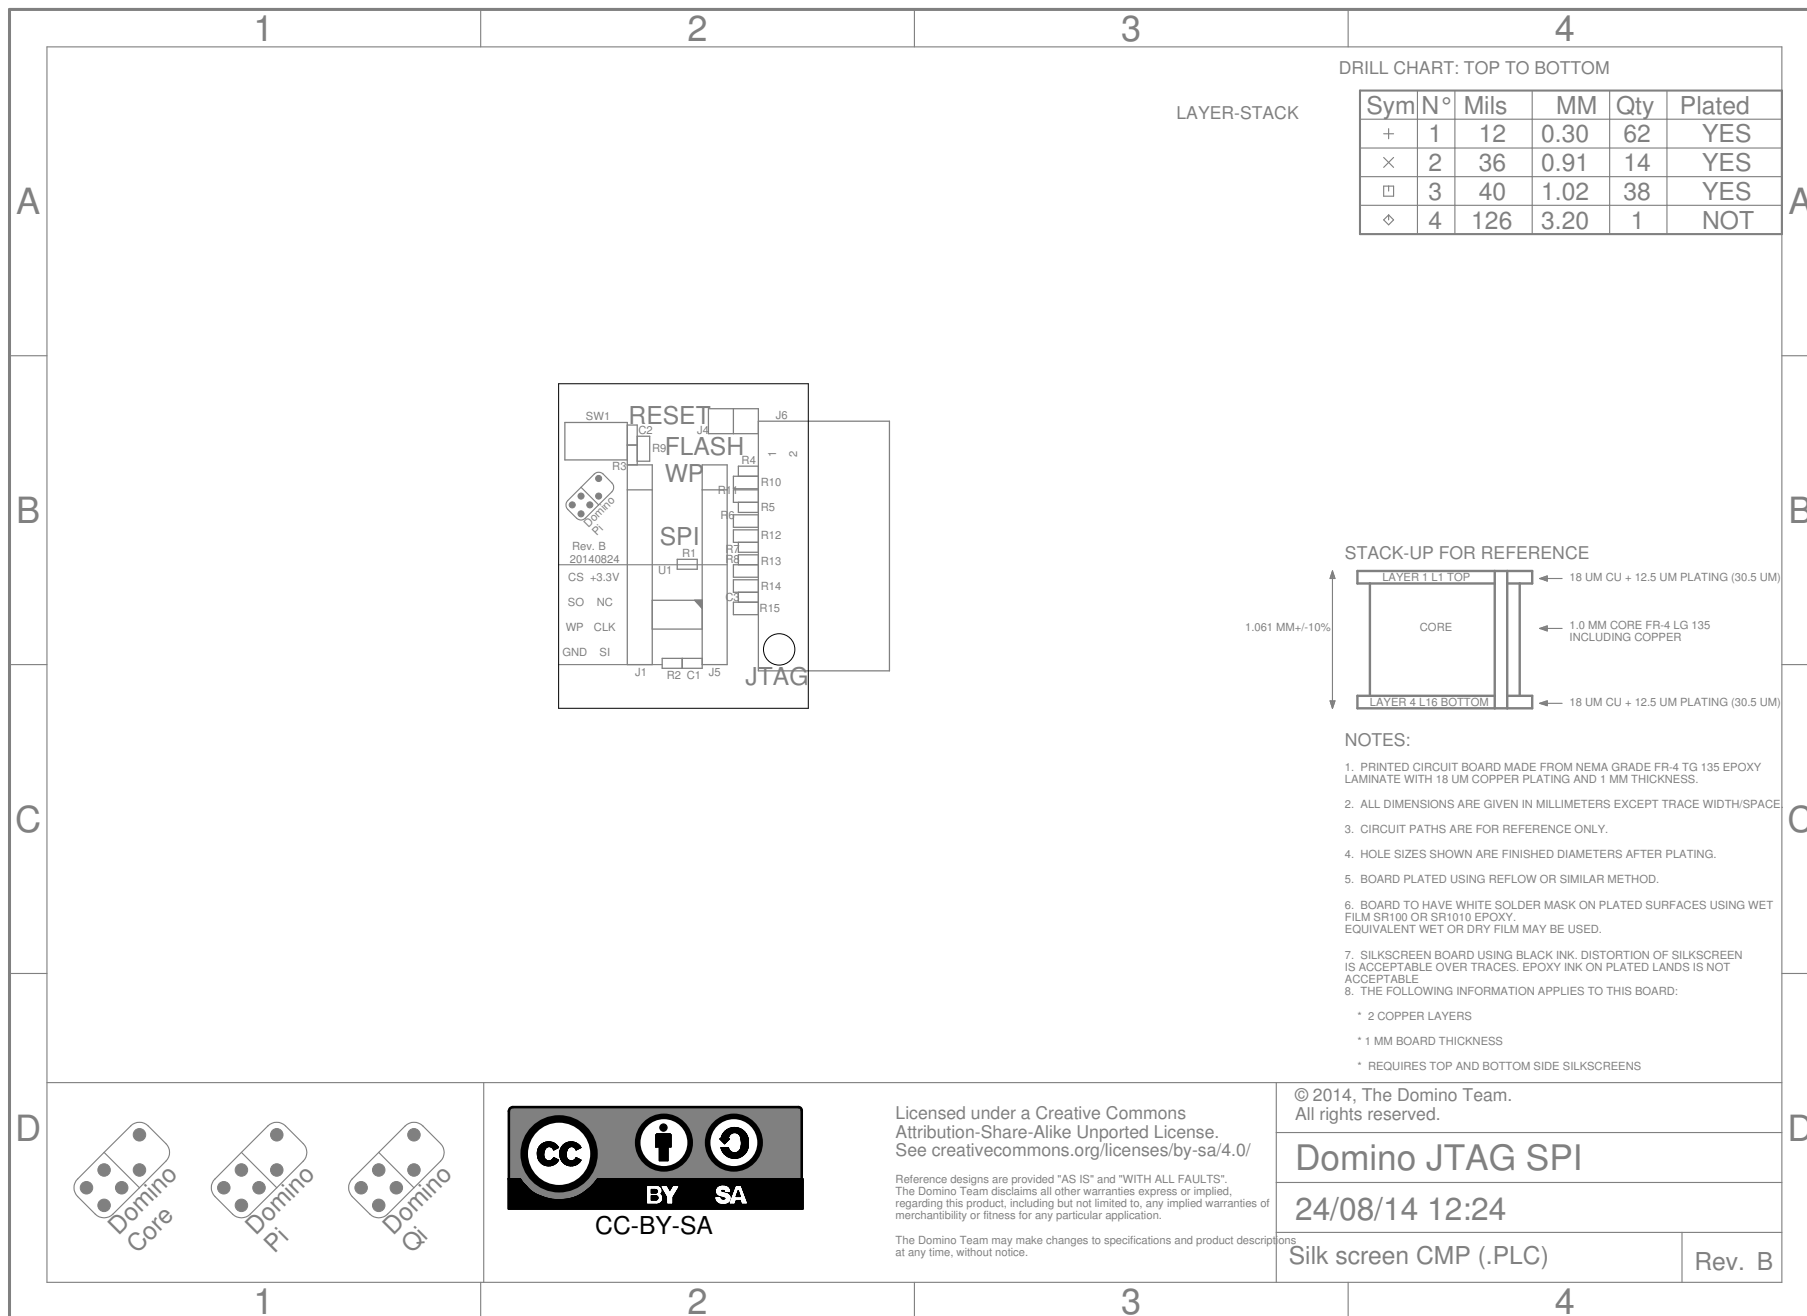 1 2 3 4
DRILL CHART: TOP TO BOTTOM
LAYER-STACK
Sym N° Mils MM Qty Plated
+ 1 12 0.30 62 YES
× 2 36 0.91 14 YES
3 40 1.02 38 YES
4 126 3.20 1 NOT
A A
B B
C C
D D
SW1
RESET
J6
C2
J4
R9
FLASH
1 2
R3
WP
R4
R10
R11
R5
R6
Domino
Pi
SPI
R12
Rev. B
20140824
R1
R7
R8
R13
U1
CS +3.3V
SO NC
R14
C3
R15
WP CLK
GND SI
J1 R2 C1 J5
JTAG
STACK-UP FOR REFERENCE
LAYER 1 L1 TOP
18 UM CU + 12.5 UM PLATING (30.5 UM)
1.061 MM+/-10%
CORE
1.0 MM CORE FR-4 LG 135
INCLUDING COPPER
LAYER 4 L16 BOTTOM
18 UM CU + 12.5 UM PLATING (30.5 UM)
NOTES:
1. PRINTED CIRCUIT BOARD MADE FROM NEMA GRADE FR-4 TG 135 EPOXY
LAMINATE WITH 18 UM COPPER PLATING AND 1 MM THICKNESS.
2. ALL DIMENSIONS ARE GIVEN IN MILLIMETERS EXCEPT TRACE WIDTH/SPACE
3. CIRCUIT PATHS ARE FOR REFERENCE ONLY.
4. HOLE SIZES SHOWN ARE FINISHED DIAMETERS AFTER PLATING.
5. BOARD PLATED USING REFLOW OR SIMILAR METHOD.
6. BOARD TO HAVE WHITE SOLDER MASK ON PLATED SURFACES USING WET
FILM SR100 OR SR1010 EPOXY.
EQUIVALENT WET OR DRY FILM MAY BE USED.
7. SILKSCREEN BOARD USING BLACK INK. DISTORTION OF SILKSCREEN
IS ACCEPTABLE OVER TRACES. EPOXY INK ON PLATED LANDS IS NOT
ACCEPTABLE
8. THE FOLLOWING INFORMATION APPLIES TO THIS BOARD:
* 2 COPPER LAYERS
* 1 MM BOARD THICKNESS
* REQUIRES TOP AND BOTTOM SIDE SILKSCREENS
Domino
Core
Domino
Pi
Domino
Qi
CC
BY SA
CC-BY-SA
Licensed under a Creative Commons
Attribution-Share-Alike Unported License.
See creativecommons.org/licenses/by-sa/4.0/
Reference designs are provided "AS IS" and "WITH ALL FAULTS".
The Domino Team disclaims all other warranties express or implied,
regarding this product, including but not limited to, any implied warranties of
merchantibility or fitness for any particular application.
The Domino Team may make changes to specifications and product descriptions
at any time, without notice.
© 2014, The Domino Team.
All rights reserved.
Domino JTAG SPI
24/08/14 12:24
Silk screen CMP (.PLC)
Rev. B
1 2 3 4